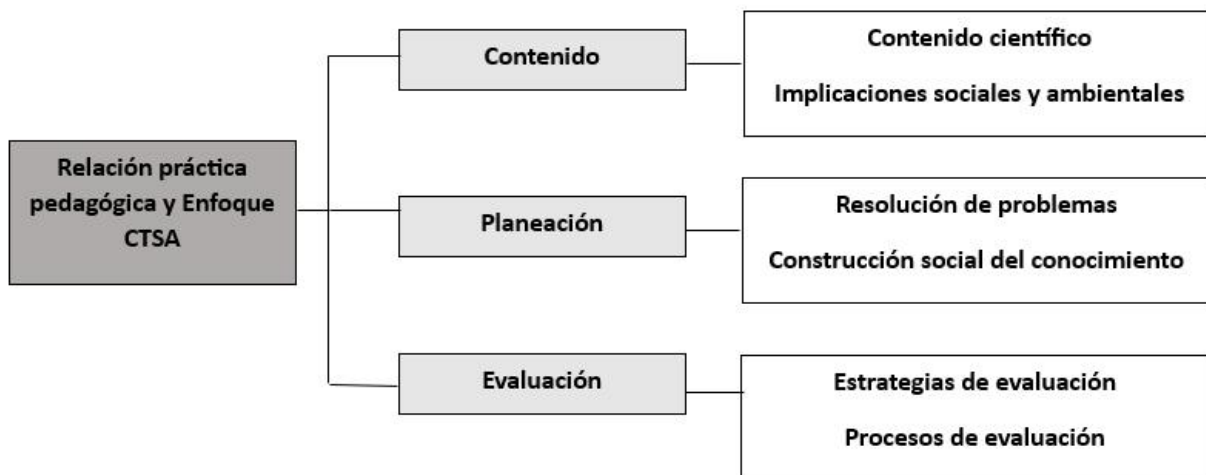 Relación práctica
pedagógica y Enfoque
CTSA
Contenido
Contenido científico
Implicaciones sociales y ambientales
Planeación
Resolución de problemas
Construcción social del conocimiento
Evaluación
Estrategias de evaluación
Procesos de evaluación